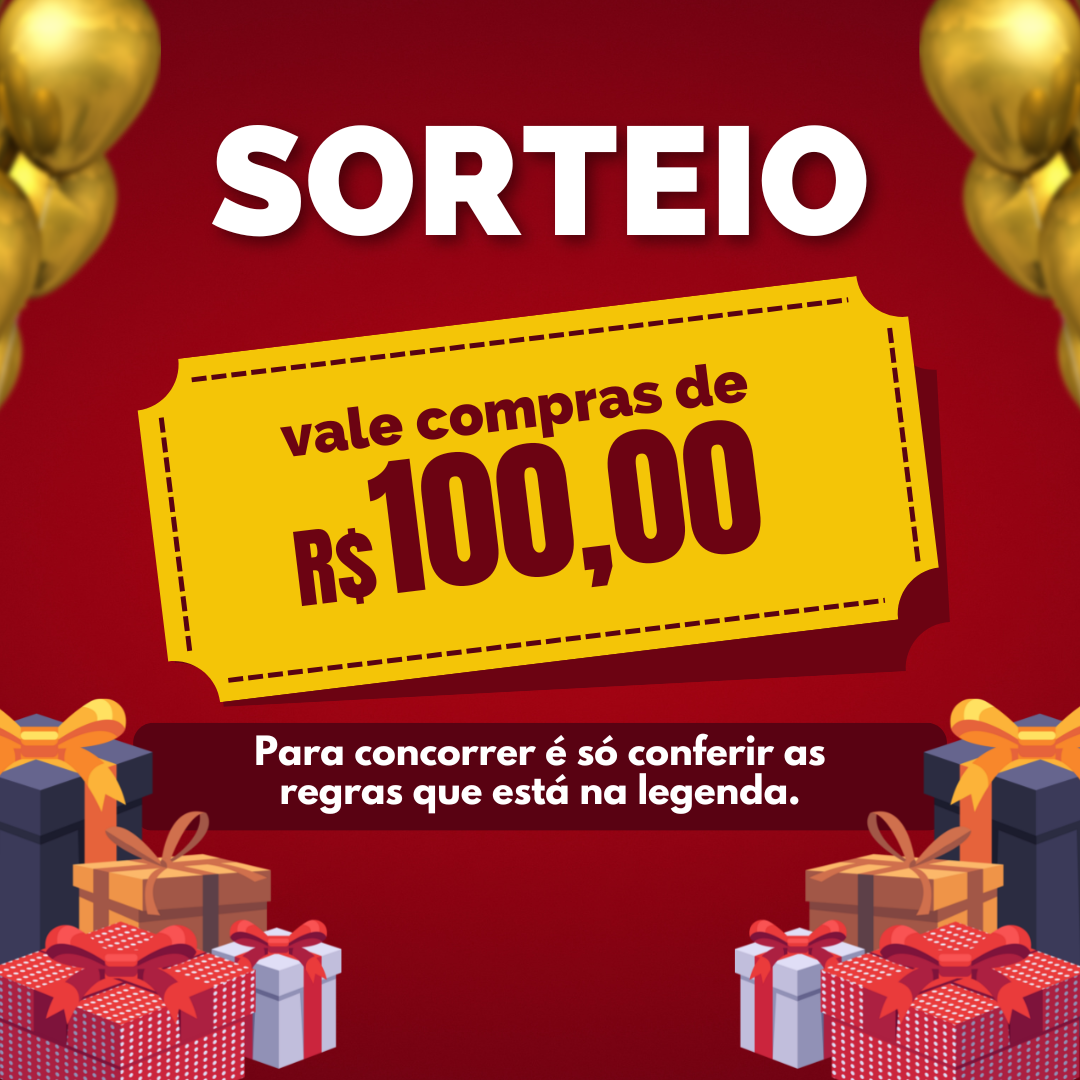 SORTEIO
vale compras de
R$100,00
Para concorrer é só conferir as
regras que está na legenda.